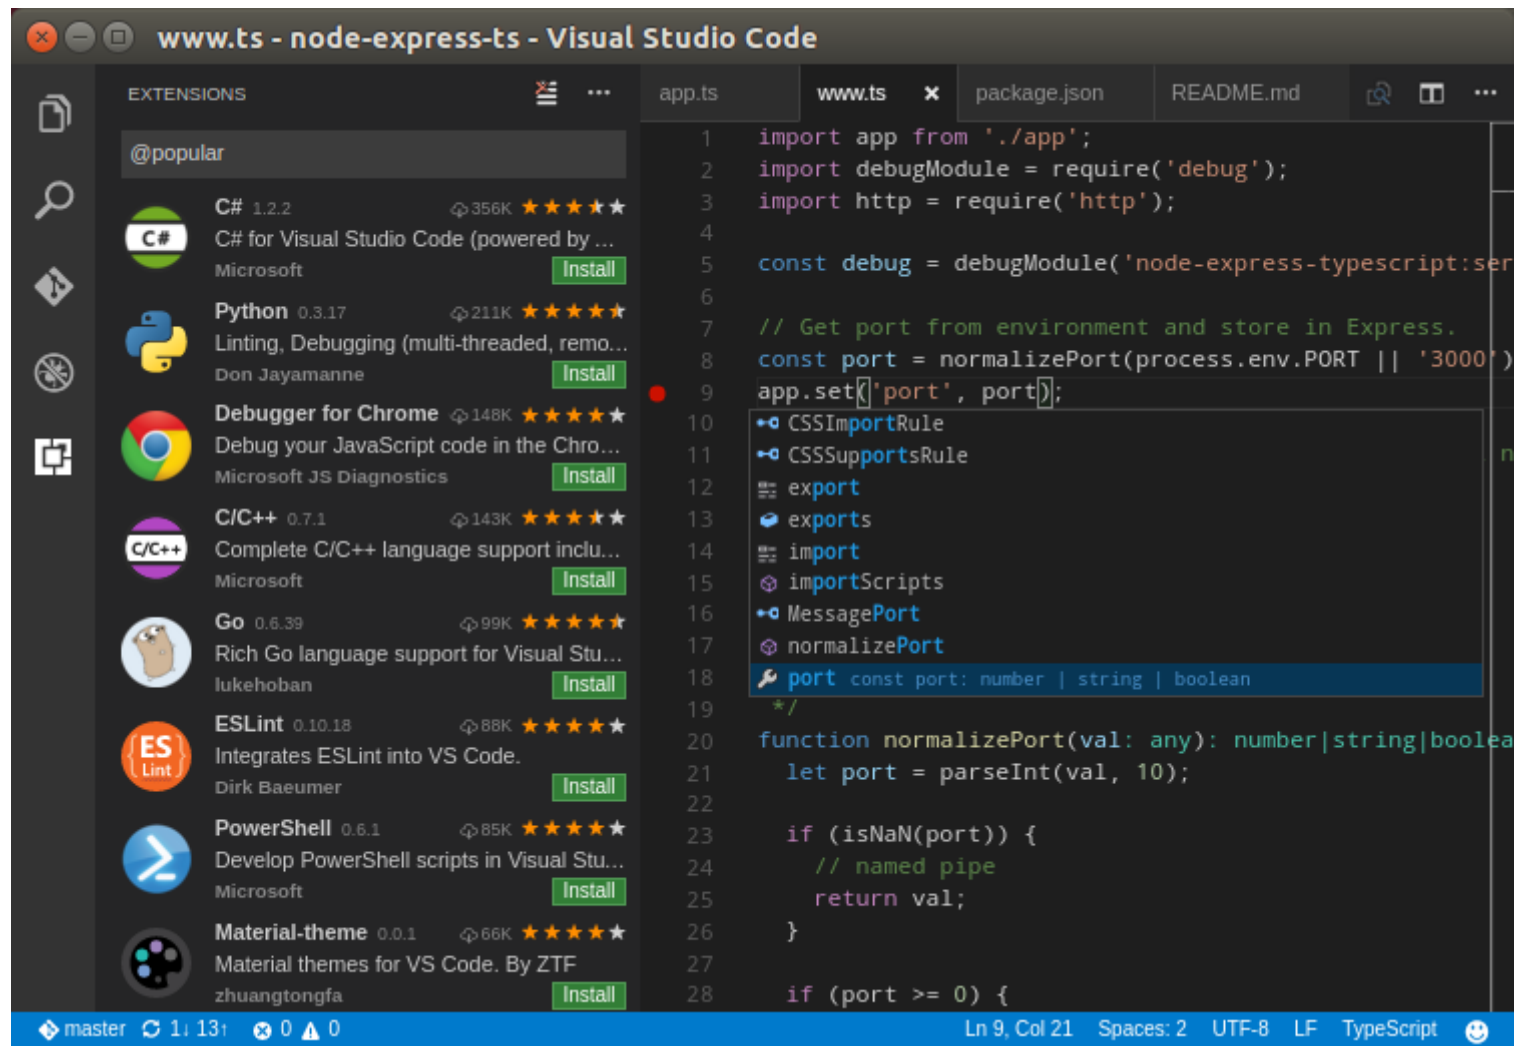 www.ts - node-express-ts - Visual Studio Code
EXTENSIONS
@popular
C# 1.2.2 356K
C# for Visual Studio Code (powered by ...
Microsoft Install
C#
Python 0.3.17 211K
Linting, Debugging (multi-threaded, remo...
Don Jayamanne Install
Debugger for Chrome 148K
Debug your JavaScript code in the Chro...
Microsoft JS Diagnostics Install
C/C++ 0.7.1 143K
Complete C/C++ language support inclu...
Microsoft Install
C/C++
Go 0.6.39 99K
Rich Go language support for Visual Stu...
lukehoban Install
ESLint 0.10.18 88K
Integrates ESLint into VS Code.
Dirk Baeumer Install
{ES
Lint}
PowerShell 0.6.1 85K
Develop PowerShell scripts in Visual Stu...
Microsoft Install
Material-theme 0.0.1 66K
Material themes for VS Code. By ZTF
zhuangtongfa Install
app.ts www.ts × package.json README.md ...
1 import app from './app';
2 import debugModule = require('debug');
3 import http = require('http');
4
5 const debug = debugModule('node-express-typescript:ser
6
7 // Get port from environment and store in Express.
8 const port = normalizePort(process.env.PORT || '3000')
9 app.set('port', port);
10 CSSImportRule
11 CSSSupportsRule n
12 export
13 exports
14 import
15 importScripts
16 MessagePort
17 normalizePort
18 port const port: number | string | boolean
19 */
20 function normalizePort(val: any): number|string|boolea
21 let port = parseInt(val, 10);
22
23 if (isNaN(port)) {
24 // named pipe
25 return val;
26 }
27
28 if (port >= 0) {
master 1↓ 13↑ 0 0 Ln 9, Col 21 Spaces: 2 UTF-8 LF TypeScript